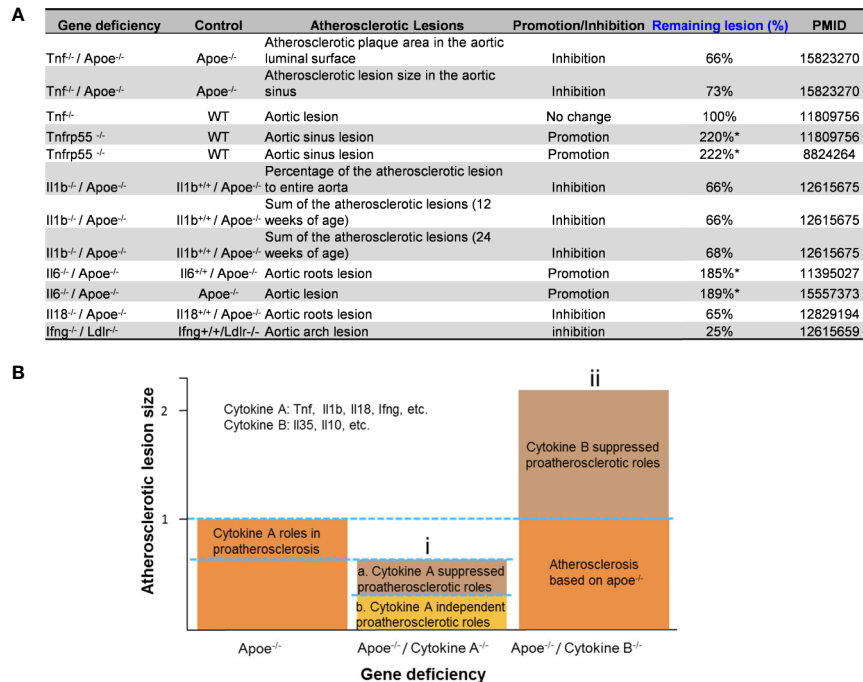 A
Gene deficiency Control Atherosclerotic Lesions Promotion/Inhibition Remaining lesion (%) PMID
Tnf-/- / Apoe-/- Apoe-/- Atherosclerotic plaque area in the aortic luminal surface Inhibition 66% 15823270
Tnf-/- / Apoe-/- Apoe-/- Atherosclerotic lesion size in the aortic sinus Inhibition 73% 15823270
Tnf-/- WT Aortic lesion No change 100% 11809756
Tnfrp55 -/- WT Aortic sinus lesion Promotion 220%* 11809756
Tnfrp55 -/- WT Aortic sinus lesion Promotion 222%* 8824264
Il1b-/- / Apoe-/- Il1b+/+ / Apoe-/- Percentage of the atherosclerotic lesion to entire aorta Inhibition 66% 12615675
Il1b-/- / Apoe-/- Il1b+/+ / Apoe-/- Sum of the atherosclerotic lesions (12 weeks of age) Inhibition 66% 12615675
Il1b-/- / Apoe-/- Il1b+/+ / Apoe-/- Sum of the atherosclerotic lesions (24 weeks of age) Inhibition 68% 12615675
Il6-/- / Apoe-/- Il6+/+ / Apoe-/- Aortic roots lesion Promotion 185%* 11395027
Il6-/- / Apoe-/- Apoe-/- Aortic lesion Promotion 189%* 15557373
Il18-/- / Apoe-/- Il18+/+ / Apoe-/- Aortic roots lesion Inhibition 65% 12829194
Ifng-/- / Ldlr-/- Ifng+/+/Ldlr-/- Aortic arch lesion inhibition 25% 12615659
B
Atherosclerotic lesion size
2
1
Cytokine A: Tnf, Il1b, Il18, Ifng, etc.
Cytokine B: Il35, Il10, etc.
Cytokine A roles in
proatherosclerosis
i
a. Cytokine A suppressed
proatherosclerotic roles
b. Cytokine A independent
proatherosclerotic roles
ii
Cytokine B suppressed
proatherosclerotic roles
Atherosclerosis
based on apoe-/-
Apoe-/- Apoe-/- / Cytokine A-/- Apoe-/- / Cytokine B-/-
Gene deficiency